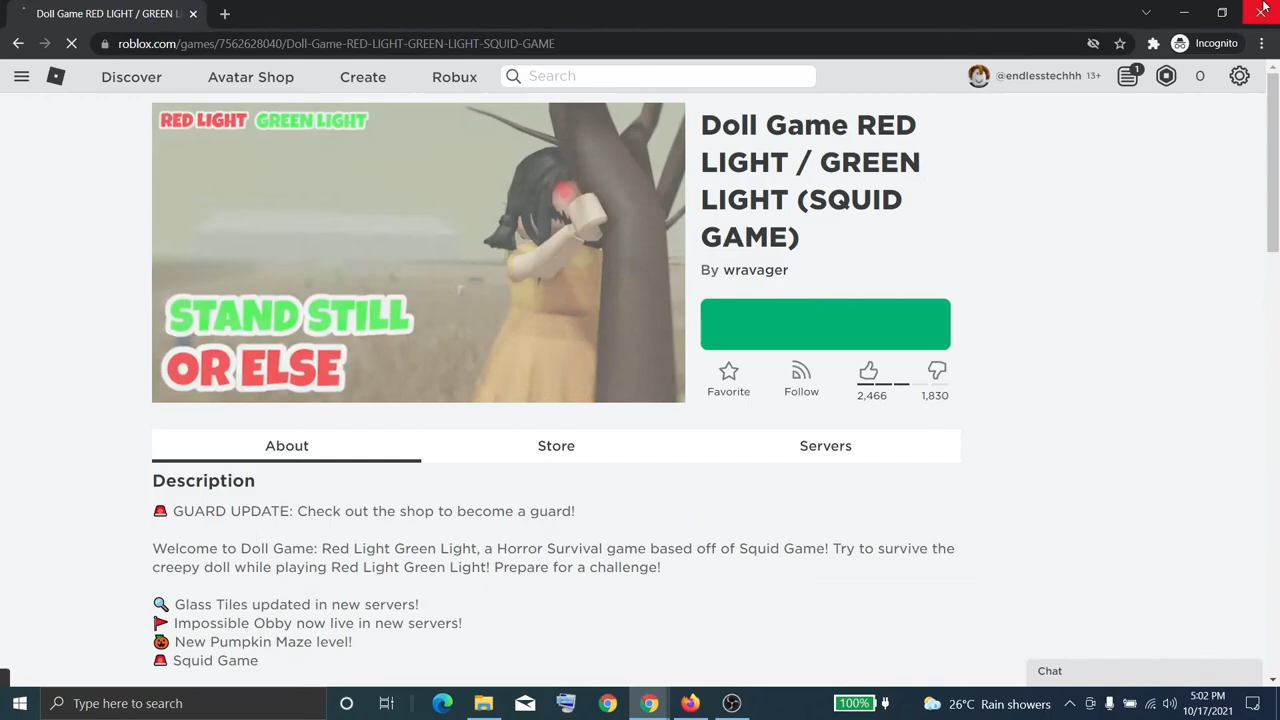 Doll Game RED LIGHT / GREEN L
roblox.com/games/7562628040/Doll-Game-RED-LIGHT-GREEN-LIGHT-SQUID-GAME
Incognito
Discover
Avatar Shop
Create
Robux
Search
@endlesstechhh 13+
1
0
RED LIGHT GREEN LIGHT
STAND STILL
OR ELSE
Doll Game RED
LIGHT / GREEN
LIGHT (SQUID
GAME)
By wravager
Favorite
Follow
2,466
1,830
About
Store
Servers
Description
🚨 GUARD UPDATE: Check out the shop to become a guard!
Welcome to Doll Game: Red Light Green Light, a Horror Survival game based off of Squid Game! Try to survive the
creepy doll while playing Red Light Green Light! Prepare for a challenge!
🔍 Glass Tiles updated in new servers!
🚩 Impossible Obby now live in new servers!
🎃 New Pumpkin Maze level!
🚨 Squid Game
Chat
Type here to search
100%
26°C Rain showers
5:02 PM
10/17/2021